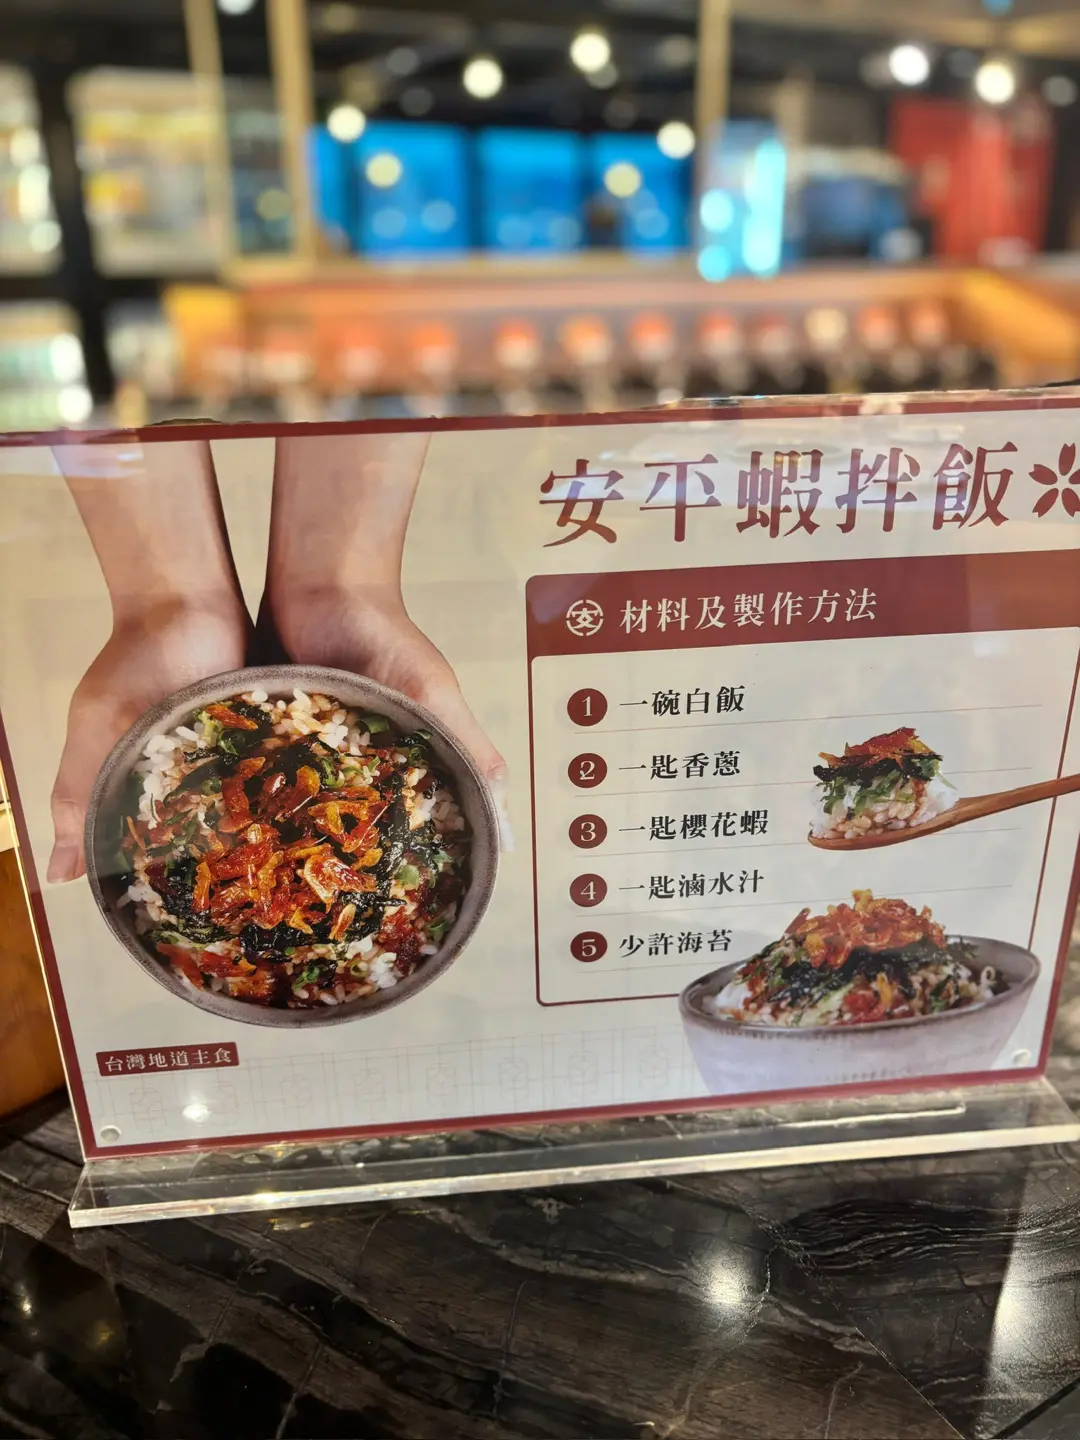 安平蝦拌飯
安 材料及製作方法
1 一碗白飯
2 一匙香蔥
3 一匙櫻花蝦
4 一匙滷水汁
5 少許海苔
台灣地道主食